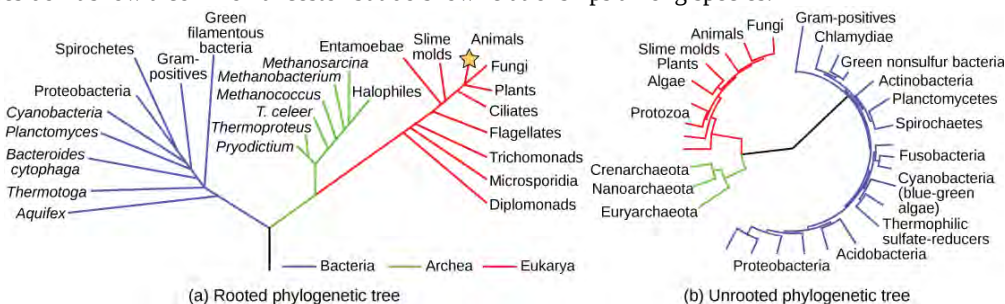 Green
filamentous
bacteria
Spirochetes
Gram-
positives
Proteobacteria
Cyanobacteria
Planctomyces
Bacteroides
cytophaga
Thermotoga
Aquifex
Methanosarcina
Methanobacterium
Methanococcus
T. celeer
Thermoproteus
Pryodictium
Halophiles
Entamoebae
Slime
molds
Animals
Fungi
Plants
Ciliates
Flagellates
Trichomonads
Microsporidia
Diplomonads
Bacteria
Archea
Eukarya
(a) Rooted phylogenetic tree
Fungi
Animals
Slime molds
Plants
Algae
Protozoa
Crenarchaeota
Nanoarchaeota
Euryarchaeota
Gram-positives
Chlamydiae
Green nonsulfur bacteria
Actinobacteria
Planctomycetes
Spirochaetes
Fusobacteria
Cyanobacteria
(blue-green
algae)
Thermophilic
sulfate-reducers
Acidobacteria
Proteobacteria
(b) Unrooted phylogenetic tree